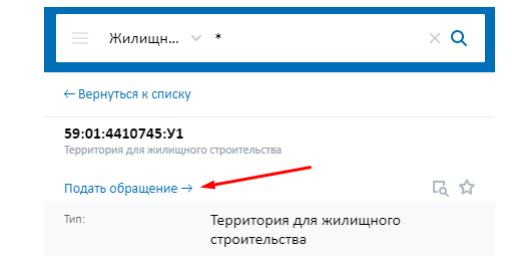 Жилищн... *
← Вернуться к списку
59:01:4410745:У1
Территория для жилищного строительства
Подать обращение →
Тип: Территория для жилищного
строительства